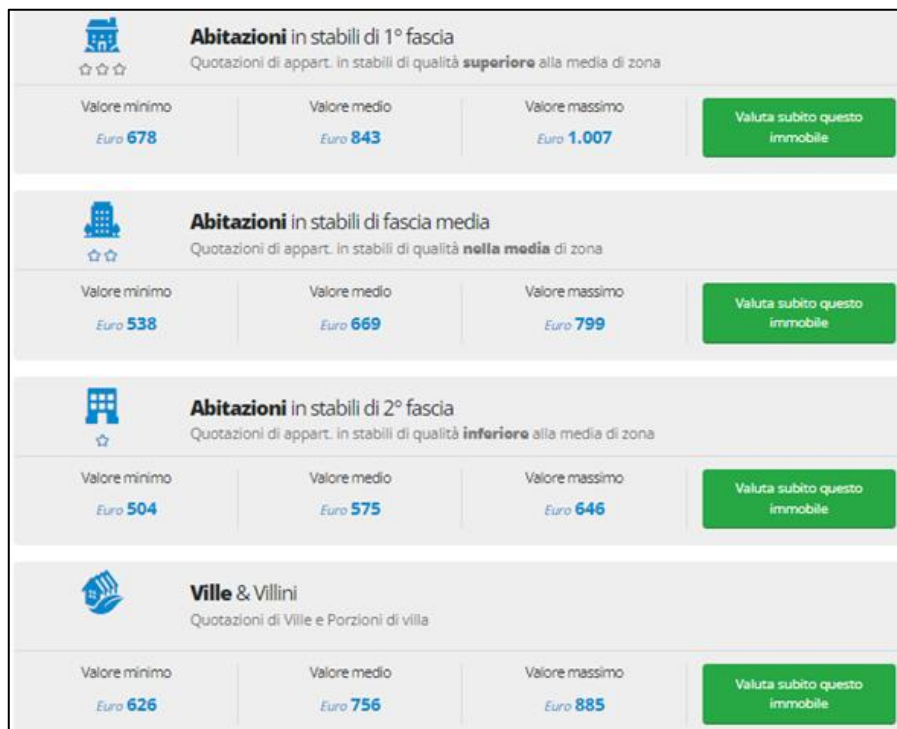 Abitazioni in stabili di 1° fascia
Quotazioni di appart. in stabili di qualità superiore alla media di zona
Valore minimo Valore medio Valore massimo
Valuta subito questo immobile
Euro 678 Euro 843 Euro 1.007
Abitazioni in stabili di fascia media
Quotazioni di appart. in stabili di qualità nella media di zona
Valore minimo Valore medio Valore massimo
Valuta subito questo immobile
Euro 538 Euro 669 Euro 799
Abitazioni in stabili di 2° fascia
Quotazioni di appart. in stabili di qualità inferiore alla media di zona
Valore minimo Valore medio Valore massimo
Valuta subito questo immobile
Euro 504 Euro 575 Euro 646
Ville & Villini
Quotazioni di Ville e Porzioni di villa
Valore minimo Valore medio Valore massimo
Valuta subito questo immobile
Euro 626 Euro 756 Euro 885